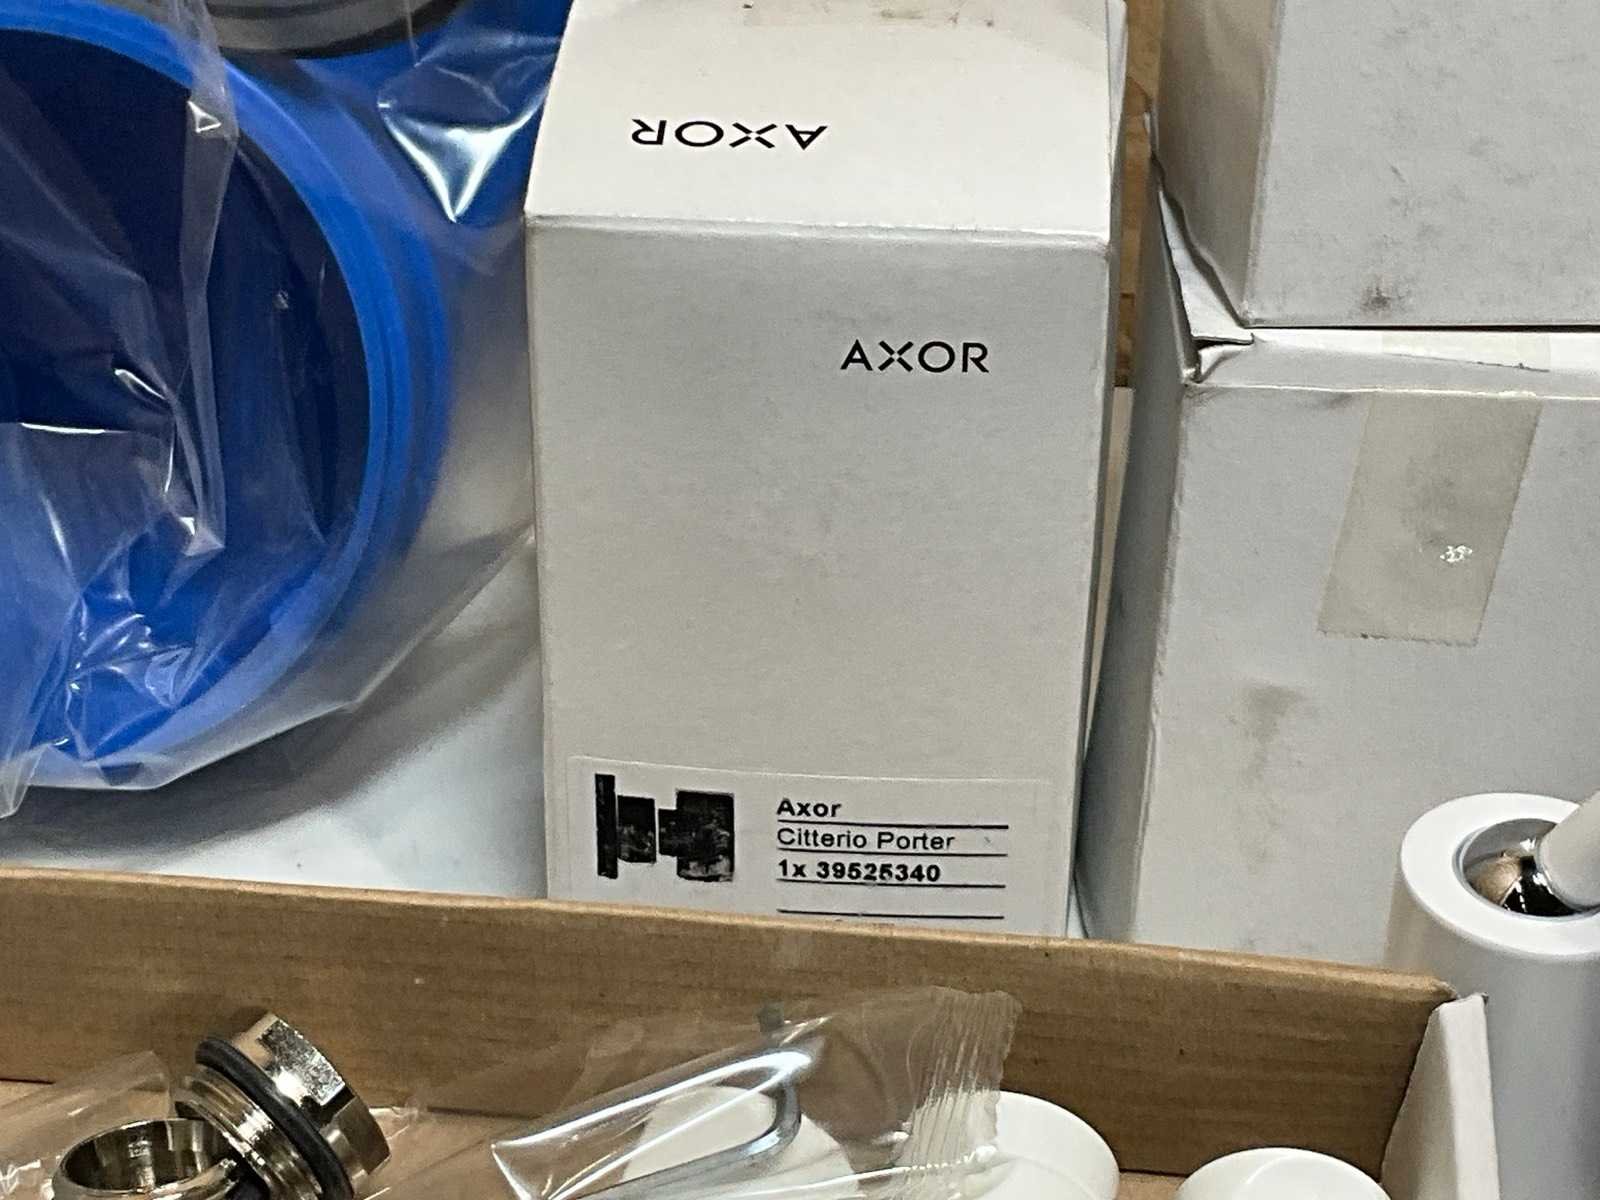 AXOR
AXOR
Axor
Citterio Porter
1x 39525340